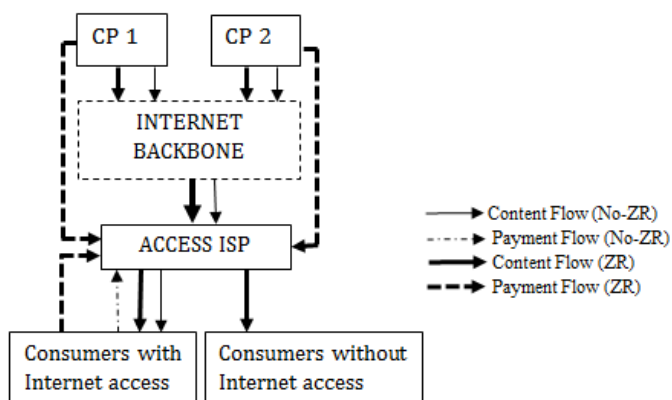 CP 1
CP 2
INTERNET
BACKBONE
ACCESS ISP
Content Flow (No-ZR)
Payment Flow (No-ZR)
Content Flow (ZR)
Payment Flow (ZR)
Consumers with
Internet access
Consumers without
Internet access